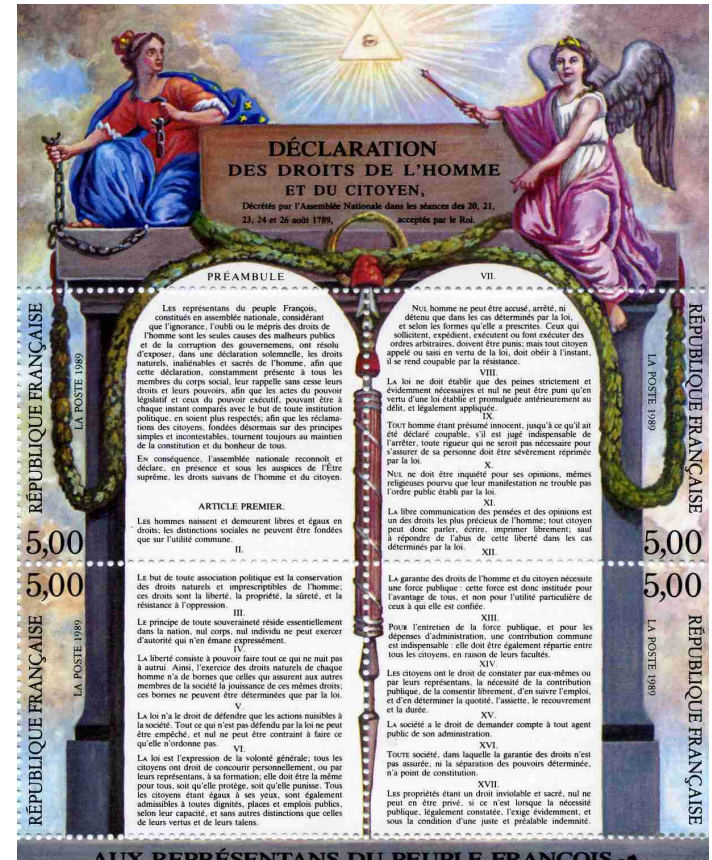 DÉCLARATION
DES DROITS DE L'HOMME
ET DU CITOYEN,
Décrétés par l'Assemblée Nationale dans les séances des 20, 21,
23, 24 et 26 août 1789, acceptés par le Roi.
PRÉAMBULE
LES représentans du peuple François,
constitués en assemblée nationale, considérant
que l'ignorance, l'oubli ou le mépris des droits de
l'homme sont les seules causes des malheurs publics
et de la corruption des gouvernemens, ont résolu
d'exposer, dans une déclaration solemnelle, les droits
naturels, inaliénables et sacrés de l'homme, afin que
cette déclaration, constamment présente à tous les
membres du corps social, leur rappelle sans cesse leurs
droits et leurs pouvoirs, afin que les actes du pouvoir
législatif et ceux du pouvoir exécutif, pouvant être à
chaque instant comparés avec le but de toute institution
politique, en soient plus respectés; afin que les réclama-
tions des citoyens, fondées désormais sur des principes
simples et incontestables, tournent toujours au maintien
de la constitution et du bonheur de tous.
EN conséquence, l'assemblée nationale reconnoît et
déclare, en présence et sous les auspices de l'Être
suprême, les droits suivans de l'homme et du citoyen.
ARTICLE PREMIER.
LES hommes naissent et demeurent libres et égaux en
droits; les distinctions sociales ne peuvent être fondées
que sur l'utilité commune.
II.
LE but de toute association politique est la conservation
des droits naturels et imprescriptibles de l'homme;
ces droits sont la liberté, la propriété, la sûreté, et la
résistance à l'oppression.
III.
LE principe de toute souveraineté réside essentiellement
dans la nation, nul corps, nul individu ne peut exercer
d'autorité qui n'en émane expressément.
IV.
LA liberté consiste à pouvoir faire tout ce qui ne nuit pas
à autrui. Ainsi, l'exercice des droits naturels de chaque
homme n'a de bornes que celles qui assurent aux autres
membres de la société la jouissance de ces mêmes droits;
ces bornes ne peuvent être déterminées que par la loi.
V.
LA loi n'a le droit de défendre que les actions nuisibles à
la société. Tout ce qui n'est pas défendu par la loi ne peut
être empêché, et nul ne peut être contraint à faire ce
qu'elle n'ordonne pas.
VI.
LA loi est l'expression de la volonté générale; tous les
citoyens ont droit de concourir personnellement, ou par
leurs représentans, à sa formation; elle doit être la même
pour tous, soit qu'elle protège, soit qu'elle punisse. Tous
les citoyens étant égaux à ses yeux, sont également
admissibles à toutes dignités, places et emplois publics,
selon leur capacité, et sans autres distinctions que celles
de leurs vertus et de leurs talens.
VII.
NUL homme ne peut être accusé, arrêté, ni
détenu que dans les cas déterminés par la loi,
et selon les formes qu'elle a prescrites. Ceux qui
sollicitent, expédient, exécutent ou font exécuter des
ordres arbitraires, doivent être punis; mais tout citoyen
appelé ou saisi en vertu de la loi, doit obéir à l'instant,
il se rend coupable par la résistance.
VIII.
LA loi ne doit établir que des peines strictement et
évidemment nécessaires et nul ne peut être puni qu'en
vertu d'une loi établie et promulguée antérieurement au
délit, et légalement appliquée.
IX.
TOUT homme étant présumé innocent, jusqu'à ce qu'il ait
été déclaré coupable, s'il est jugé indispensable de
l'arrêter, toute rigueur qui ne seroit pas nécessaire pour
s'assurer de sa personne doit être sévèrement réprimée
par la loi.
X.
NUL ne doit être inquiété pour ses opinions, mêmes
religieuses pourvu que leur manifestation ne trouble pas
l'ordre public établi par la loi.
XI.
LA libre communication des pensées et des opinions est
un des droits les plus précieux de l'homme; tout citoyen
peut donc parler, écrire, imprimer librement; sauf
à répondre de l'abus de cette liberté dans les cas
déterminés par la loi.
XII.
LA garantie des droits de l'homme et du citoyen nécessite
une force publique : cette force est donc instituée pour
l'avantage de tous, et non pour l'utilité particulière de
ceux à qui elle est confiée.
XIII.
POUR l'entretien de la force publique, et pour les
dépenses d'administration, une contribution commune
est indispensable : elle doit être également répartie entre
tous les citoyens, en raison de leurs facultés.
XIV.
LES citoyens ont le droit de constater par eux-mêmes ou
par leurs représentans, la nécessité de la contribution
publique, de la consentir librement, d'en suivre l'emploi,
et d'en déterminer la quotité, l'assiette, le recouvrement
et la durée.
XV.
LA société a le droit de demander compte à tout agent
public de son administration.
XVI.
TOUTE société, dans laquelle la garantie des droits n'est
pas assurée, ni la séparation des pouvoirs déterminée,
n'a point de constitution.
XVII.
LES propriétés étant un droit inviolable et sacré, nul ne
peut en être privé, si ce n'est lorsque la nécessité
publique, légalement constatée, l'exige évidemment, et
sous la condition d'une juste et préalable indemnité.
RÉPUBLIQUE FRANÇAISE
LA POSTE 1989
5,00
RÉPUBLIQUE FRANÇAISE
LA POSTE 1989
5,00
5,00
LA POSTE 1989
RÉPUBLIQUE FRANÇAISE
5,00
LA POSTE 1989
RÉPUBLIQUE FRANÇAISE
AUX REPRÉSENTANS DU PEUPLE FRANÇOIS